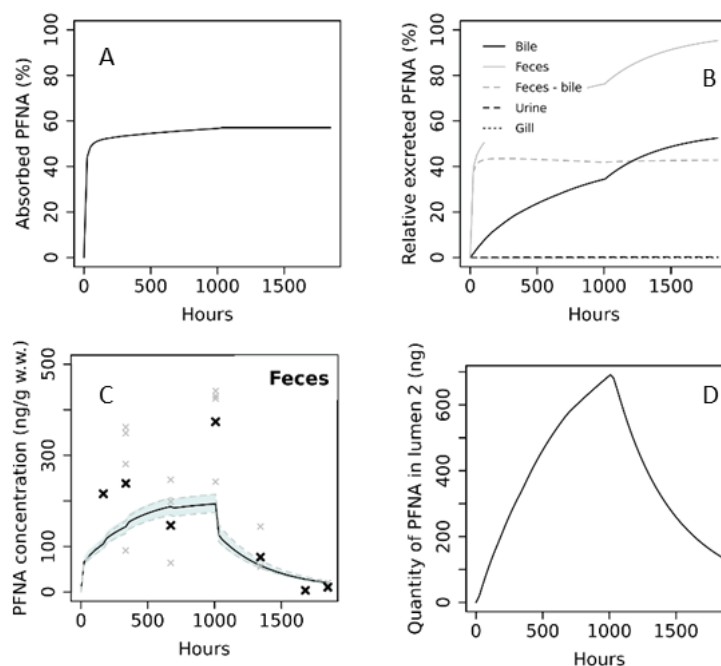 A
Absorbed PFNA (%)
0 20 40 60 80 100
0 500 1000 1500
Hours
B
Relative excreted PFNA (%)
0 20 40 60 80 100
Bile
Feces
Feces - bile
Urine
Gill
0 500 1000 1500
Hours
C
Feces
PFNA concentration (ng/g w.w.)
0 100 300 500
0 500 1000 1500
Hours
D
Quantity of PFNA in lumen 2 (ng)
0 200 400 600
0 500 1000 1500
Hours